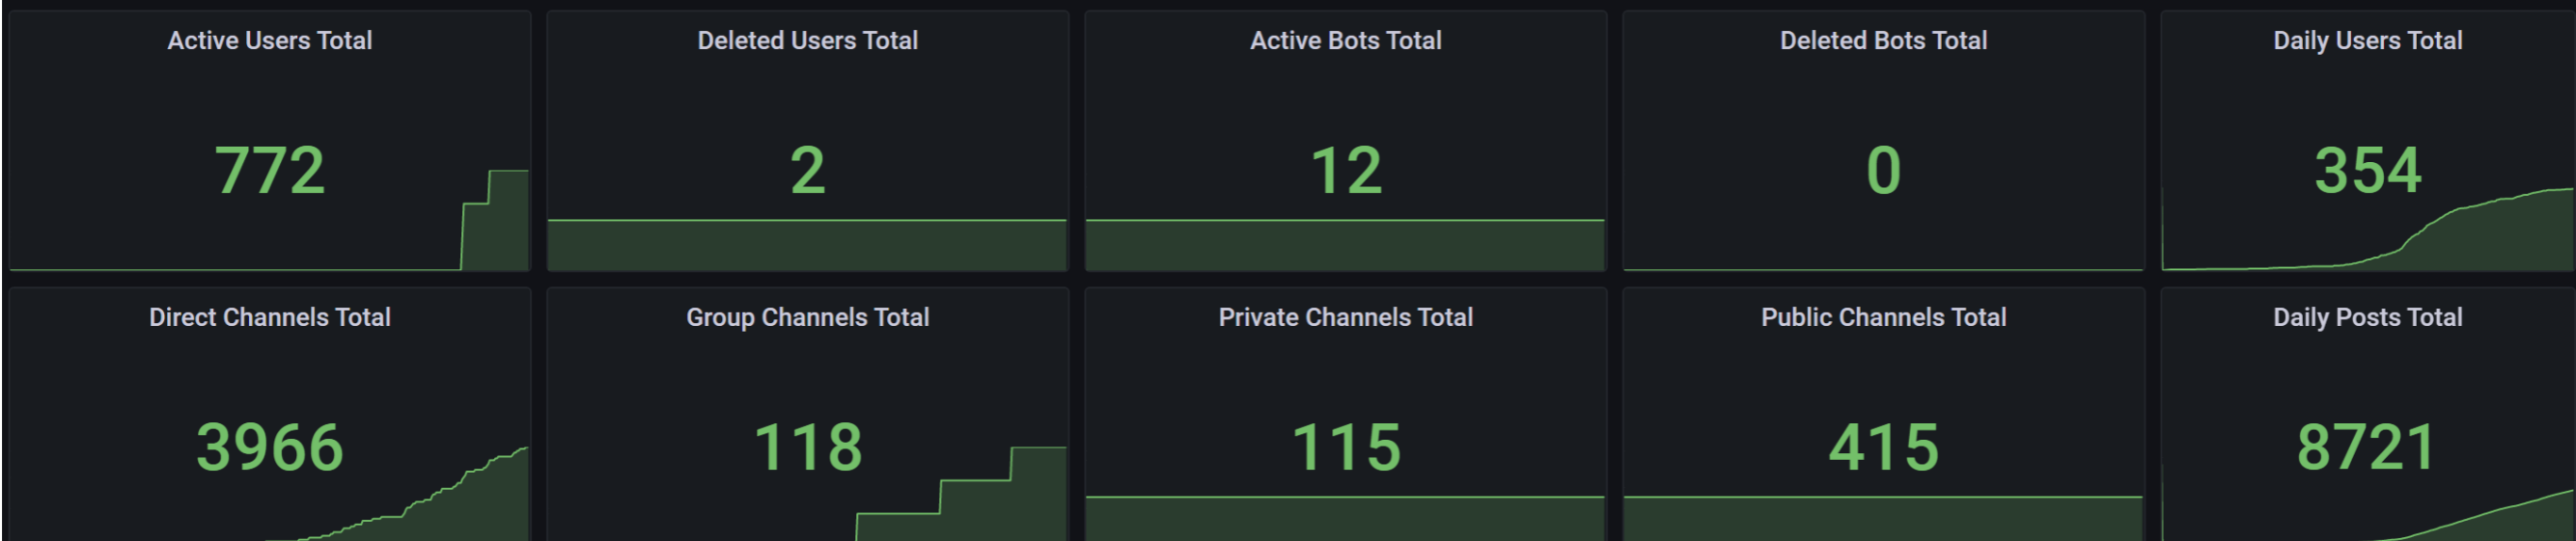 Active Users Total
772
Deleted Users Total
2
Active Bots Total
12
Deleted Bots Total
0
Daily Users Total
354
Direct Channels Total
3966
Group Channels Total
118
Private Channels Total
115
Public Channels Total
415
Daily Posts Total
8721